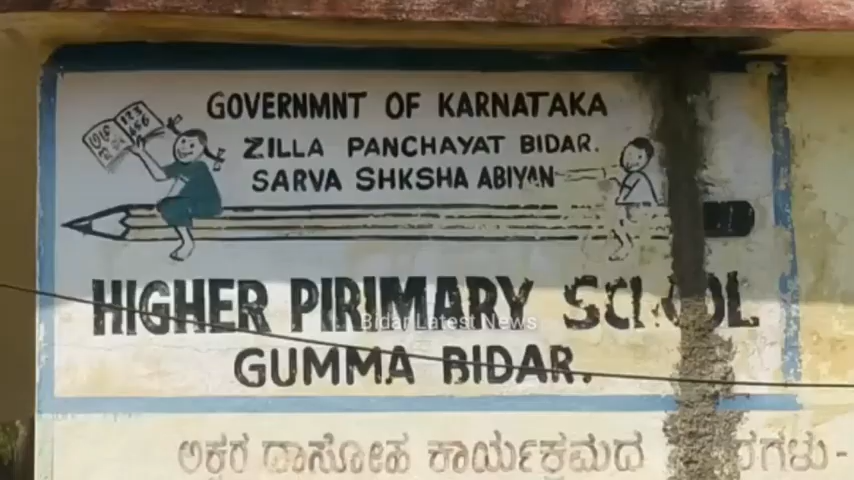 GOVERNMNT OF KARNATAKA
ZILLA PANCHAYAT BIDAR.
SARVA SHKSHA ABIYAN
HIGHER PIRIMARY SCHOOL
Bidar Latest News
GUMMA BIDAR.
ಅಕ್ಷರ ದಾಸೋಹ ಕಾರ್ಯಕ್ರಮದ